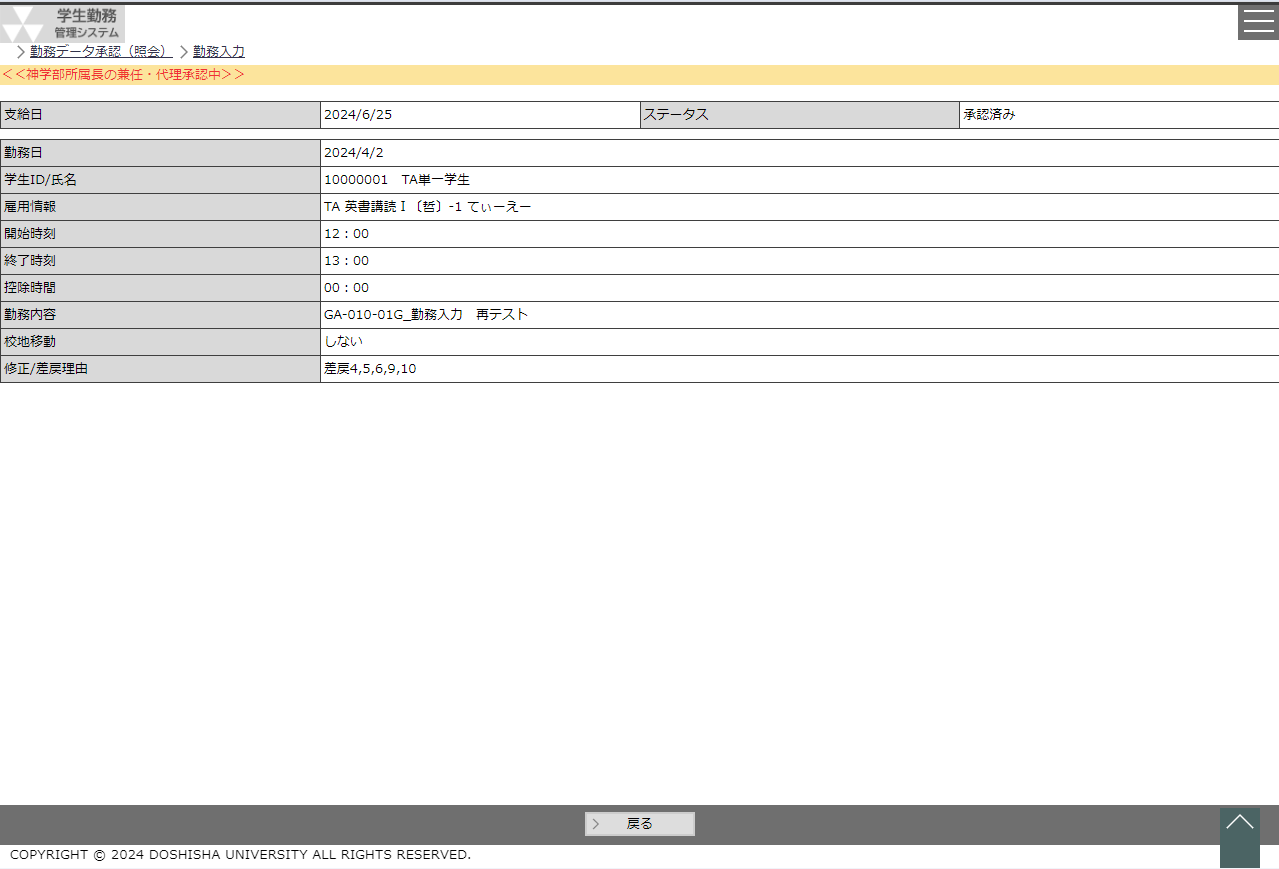 学生勤務
管理システム
勤務データ承認（照会） 勤務入力
＜＜神学部所属長の兼任・代理承認中＞＞
支給日 2024/6/25 ステータス 承認済み
勤務日 2024/4/2
学生ID/氏名 10000001　TA単一学生
雇用情報 TA 英書講読Ⅰ〔哲〕-1 てぃーえー
開始時刻 12：00
終了時刻 13：00
控除時間 00：00
勤務内容 GA-010-01G_勤務入力　再テスト
校地移動 しない
修正/差戻理由 差戻4,5,6,9,10
戻る
COPYRIGHT © 2024 DOSHISHA UNIVERSITY ALL RIGHTS RESERVED.